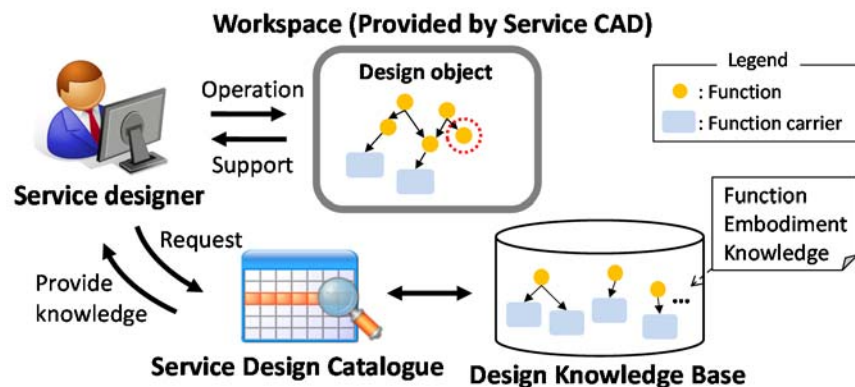 Workspace (Provided by Service CAD)
Design object
Operation
Support
Service designer
Legend
: Function
: Function carrier
Function
Embodiment
Knowledge
Request
Provide
knowledge
...
Service Design Catalogue
Design Knowledge Base